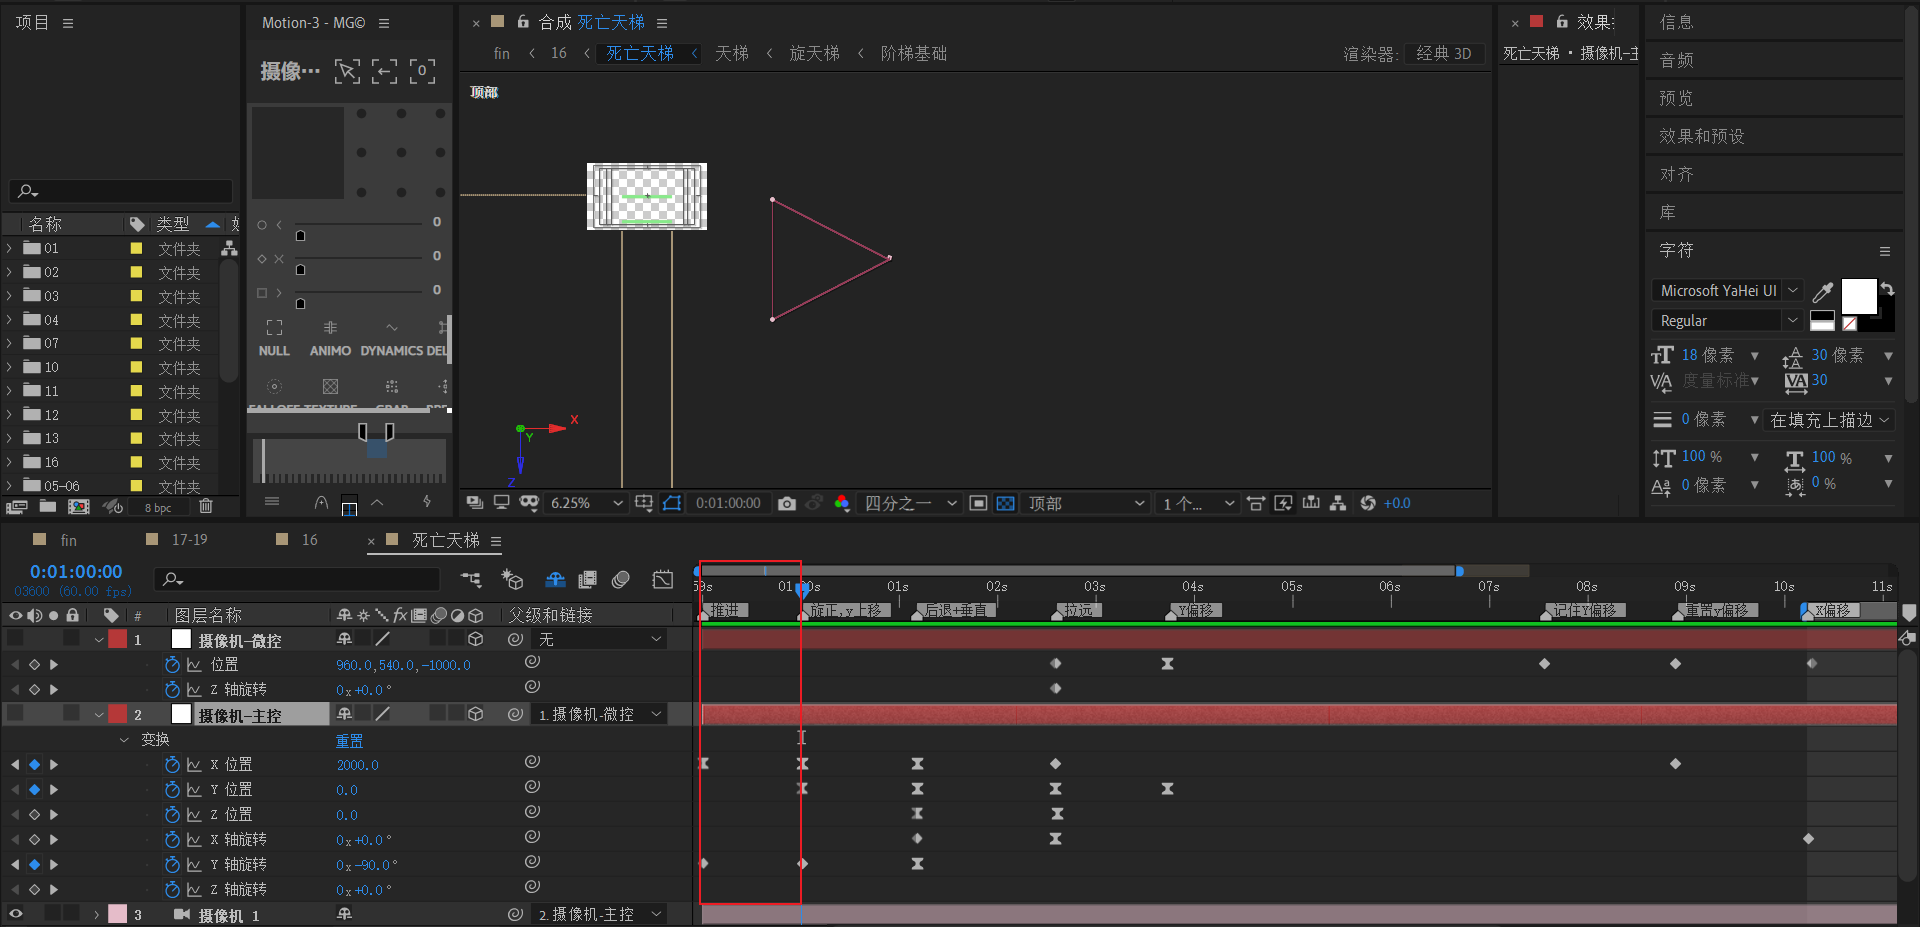 项目
Motion-3 - MG©
合成 死亡天梯
效果:
信息
fin
16
死亡天梯
天梯
旋天梯
阶梯基础
渲染器:
经典 3D
死亡天梯 · 摄像机-主
音频
摄像···
0
顶部
预览
效果和预设
对齐
库
名称
类型
0
字符
01
文件夹
02
文件夹
0
03
文件夹
0
Microsoft YaHei UI
04
文件夹
Regular
07
文件夹
NULL
ANIMO
DYNAMICS
DEL
18 像素
30 像素
10
文件夹
度量标准
30
11
文件夹
12
文件夹
FALLOFF
TEXTURE
GRAB
0 像素
在填充上描边
13
文件夹
X
Y
16
文件夹
100 %
100 %
05-06
文件夹
Z
0 像素
0 %
8 bpc
6.25%
0:01:00:00
四分之一
顶部
1 个...
+0.0
fin
17-19
16
死亡天梯
0:01:00:00
03600 (60.00 fps)
59s
01:00s
01s
02s
03s
04s
05s
06s
07s
08s
09s
10s
11s
#
图层名称
父级和链接
推进
旋正,y上移
后退+垂直
拉远
Y偏移
记住Y偏移
重置y偏移
X偏移
1
摄像机-微控
无
位置
960.0,540.0,-1000.0
Z 轴旋转
0x+0.0°
2
摄像机-主控
1.摄像机-微控
变换
重置
X 位置
2000.0
Y 位置
0.0
Z 位置
0.0
X 轴旋转
0x+0.0°
Y 轴旋转
0x-90.0°
Z 轴旋转
0x+0.0°
3
摄像机 1
2.摄像机-主控